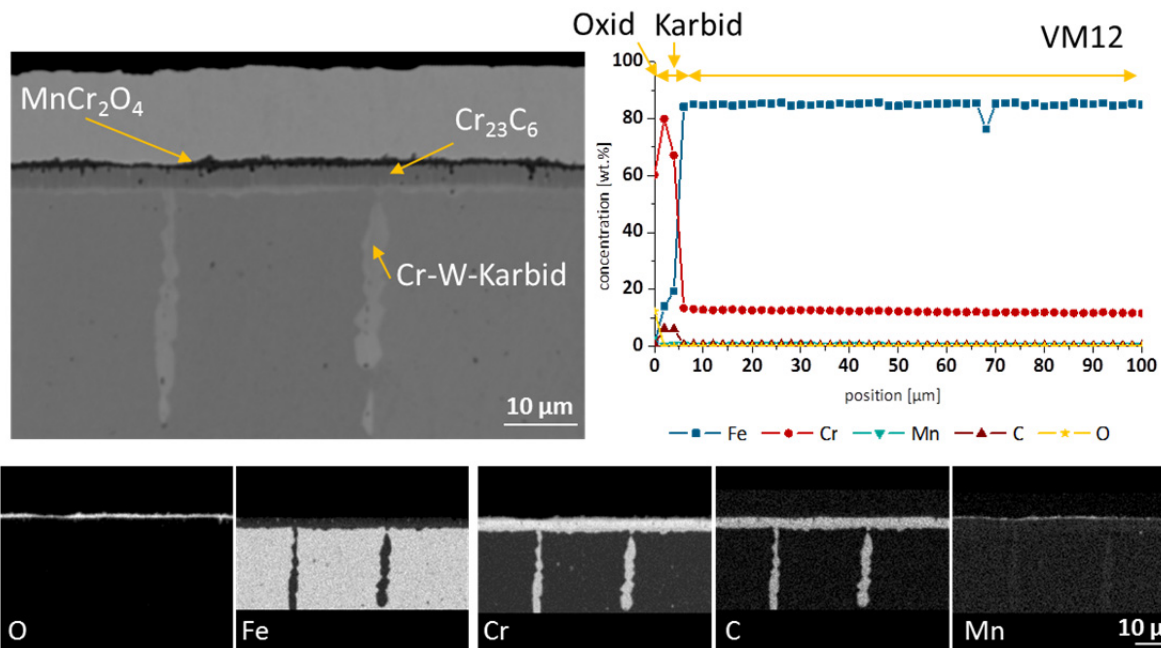 MnCr₂O₄
Cr₂₃C₆
Cr-W-Karbid
10 µm
Oxid Karbid
VM12
concentration [wt.%]
100
80
60
40
20
0
0 10 20 30 40 50 60 70 80 90 100
position [µm]
Fe Cr Mn C O
O Fe Cr C Mn
10 µ